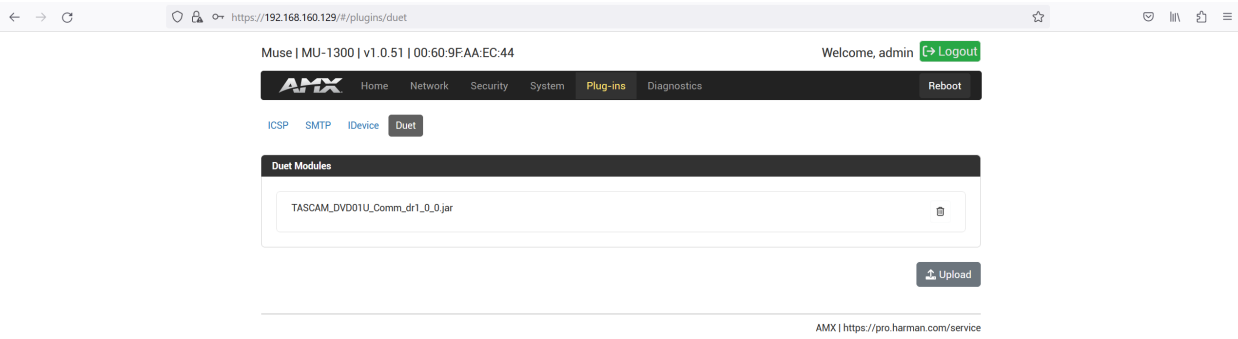 https://192.168.160.129/#/plugins/duet
Muse | MU-1300 | v1.0.51 | 00:60:9F:AA:EC:44
Welcome, admin Logout
AMX Home Network Security System Plug-ins Diagnostics Reboot
ICSP SMTP IDevice Duet
Duet Modules
TASCAM_DVD01U_Comm_dr1_0_0.jar
Upload
AMX | https://pro.harman.com/service